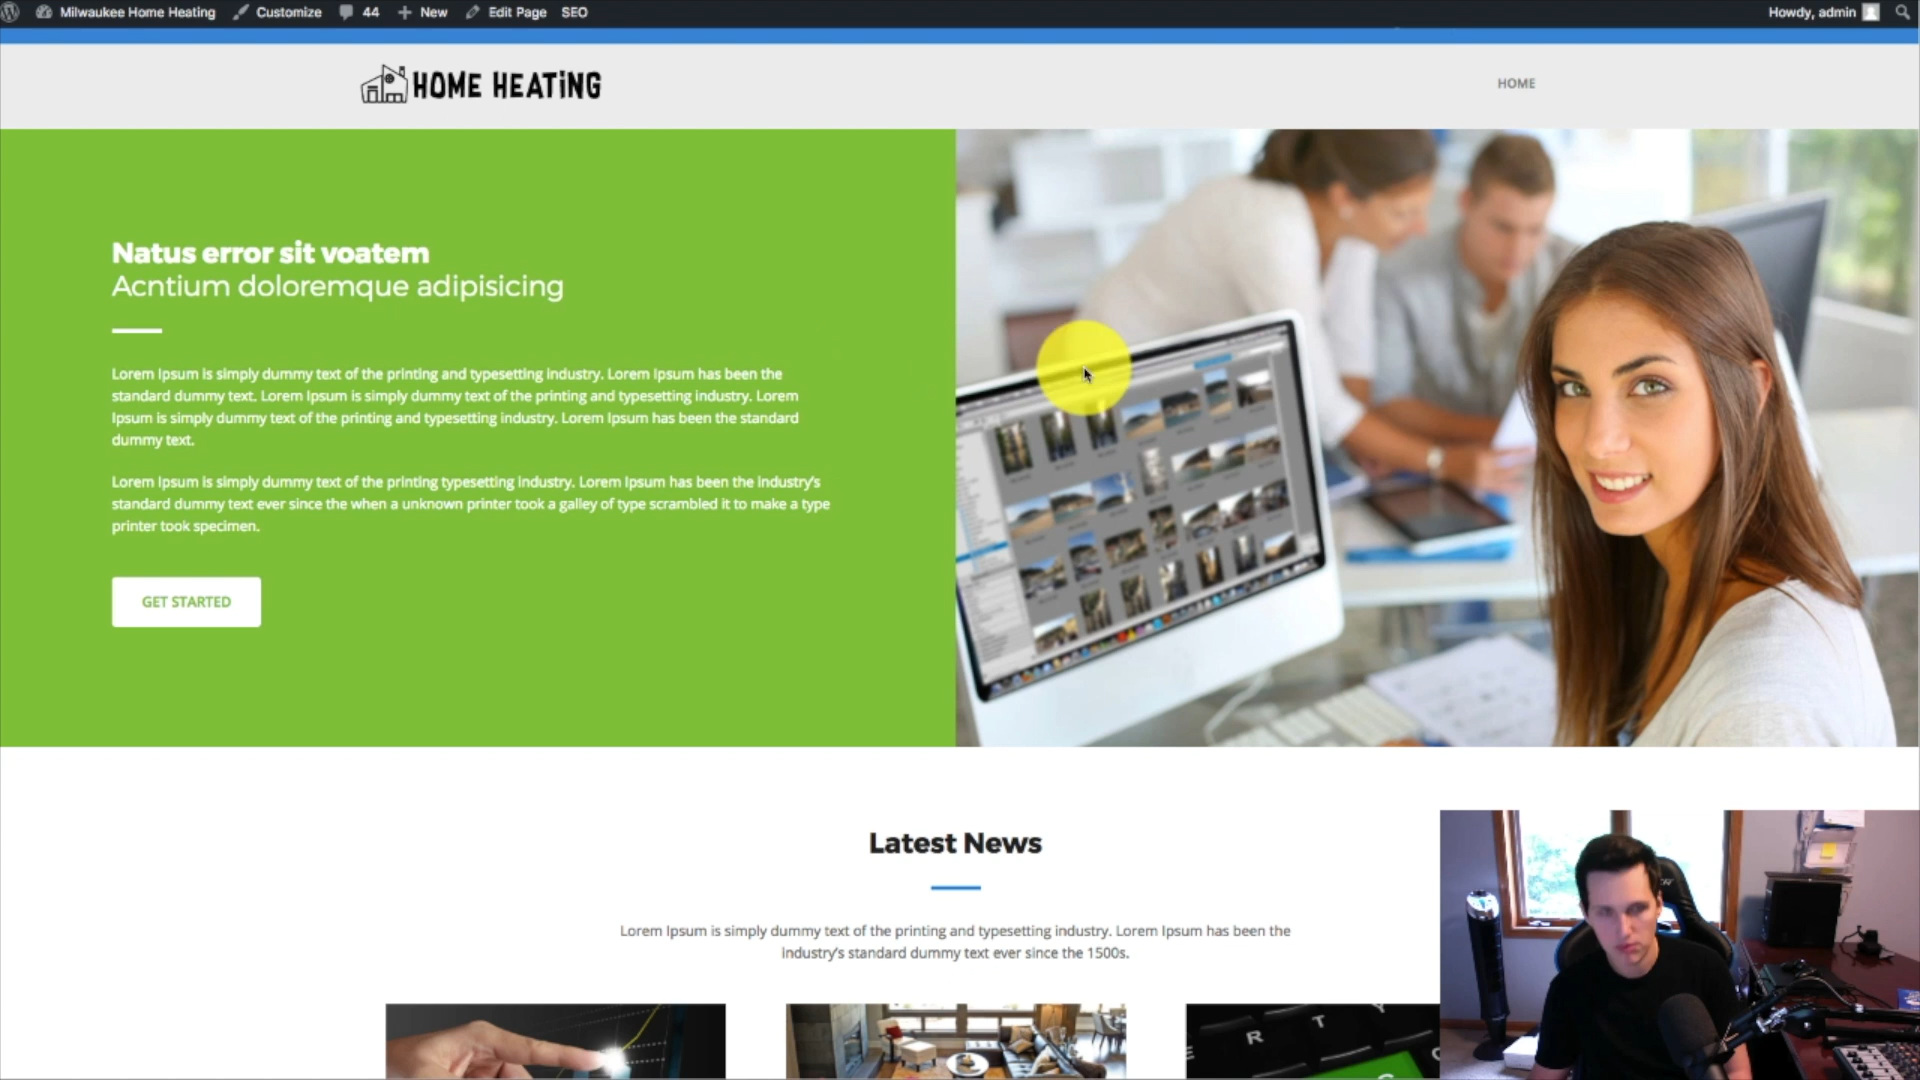 Milwaukee Home Heating Customize 44 New Edit Page SEO Howdy, admin
HOME HEATING
HOME
Natus error sit voatem
Acntium doloremque adipisicing
Lorem Ipsum is simply dummy text of the printing and typesetting industry. Lorem Ipsum has been the
standard dummy text. Lorem Ipsum is simply dummy text of the printing and typesetting industry. Lorem
Ipsum is simply dummy text of the printing and typesetting industry. Lorem Ipsum has been the standard
dummy text.
Lorem Ipsum is simply dummy text of the printing typesetting industry. Lorem Ipsum has been the industry's
standard dummy text ever since the when a unknown printer took a galley of type scrambled it to make a type
printer took specimen.
GET STARTED
Latest News
Lorem Ipsum is simply dummy text of the printing and typesetting industry. Lorem Ipsum has been the
industry's standard dummy text ever since the 1500s.
E R T Y